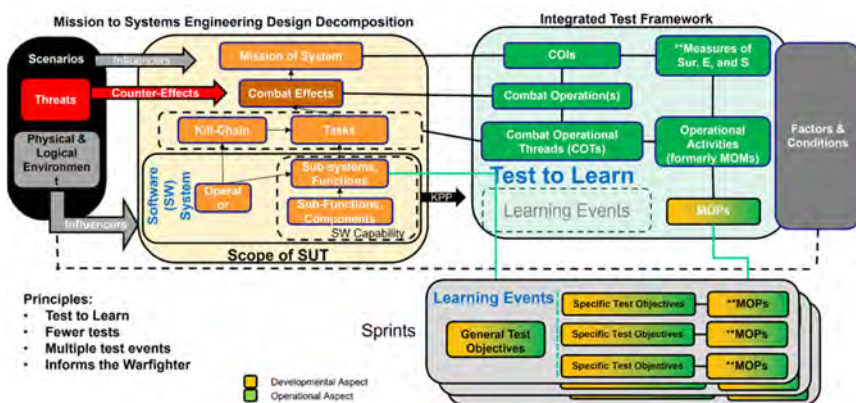 Mission to Systems Engineering Design Decomposition
Integrated Test Framework
Scenarios
Influencers
Mission of System
COIs
**Measures of
Sur, E, and S
Threats
Counter-Effects
Combat Effects
Combat Operation(s)
Physical &
Logical
Environmen
t
Kill-Chain
Tasks
Combat Operational
Threads (COTs)
Operational
Activities
(formerly MOMs)
Factors &
Conditions
Software
(SW)
System
Sub-systems,
Functions
Operat
or
Sub-Functions,
Components
SW Capability
KPP
Test to Learn
Learning Events
MOPs
Influencers
Scope of SUT
Principles:
• Test to Learn
• Fewer tests
• Multiple test events
• Informs the Warfighter
Sprints
Learning Events
General Test
Objectives
Specific Test Objectives
**MOPs
Specific Test Objectives
**MOPs
Specific Test Objectives
**MOPs
Developmental Aspect
Operational Aspect